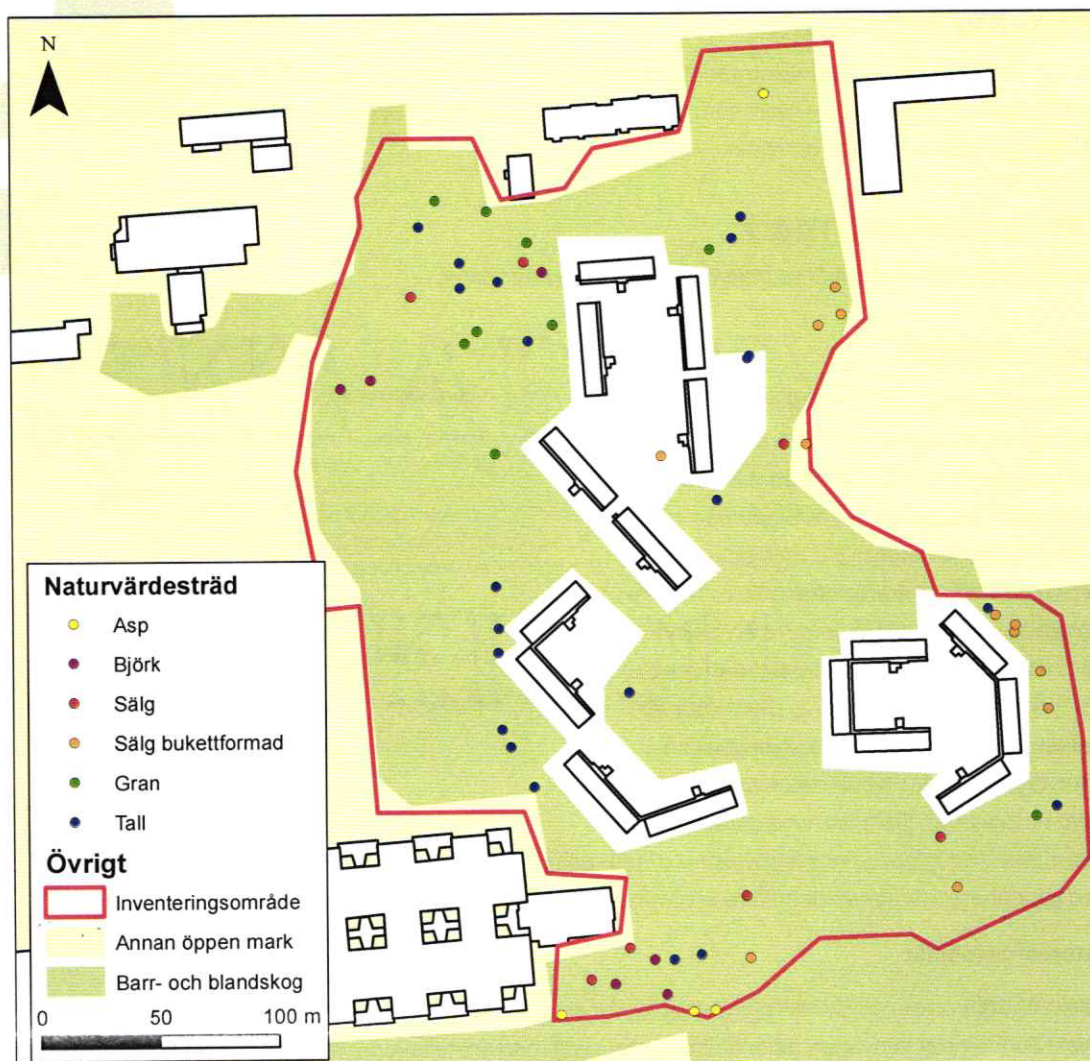 N
Naturvärdesträd
Asp
Björk
Sälg
Sälg bukettformad
Gran
Tall
Övrigt
Inventeringsområde
Annan öppen mark
Barr- och blandskog
0 50 100 m